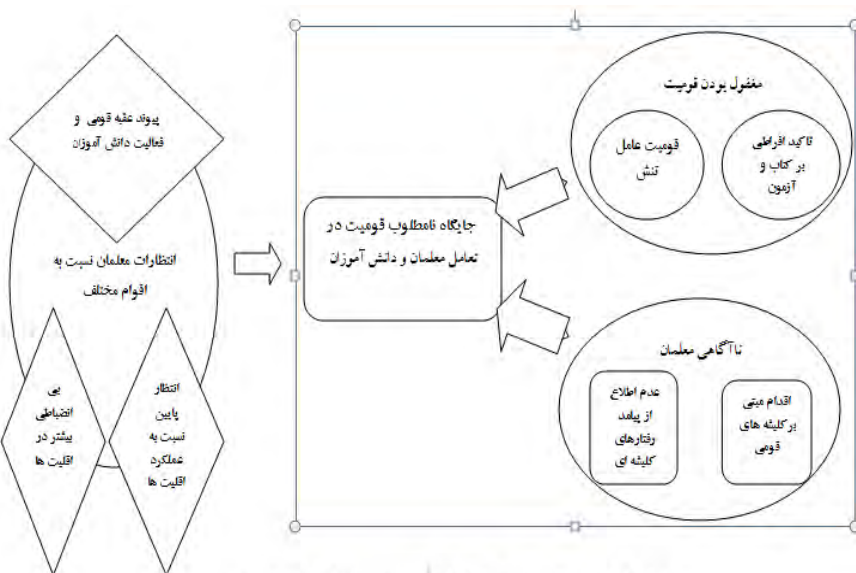 مغفول بودن قومیت
تاکید افراطی
بر کتاب و
آزمون
قومیت عامل
تنش
جایگاه نامطلوب قومیت در
تعامل معلمان و دانش آموزان
ناآگاهی معلمان
اقدام مبتی
بر کلیشه های
قومی
عدم اطلاع
از پیامد
رفتارهای
کلیشه ای
پیوند عقبه قومی و
فعالیت دانش آموزان
انتظارات معلمان نسبت به
اقوام مختلف
انتظار
پایین
نسبت به
عملکرد
اقلیت ها
بی
انضباطی
بیشتر در
اقلیت ها